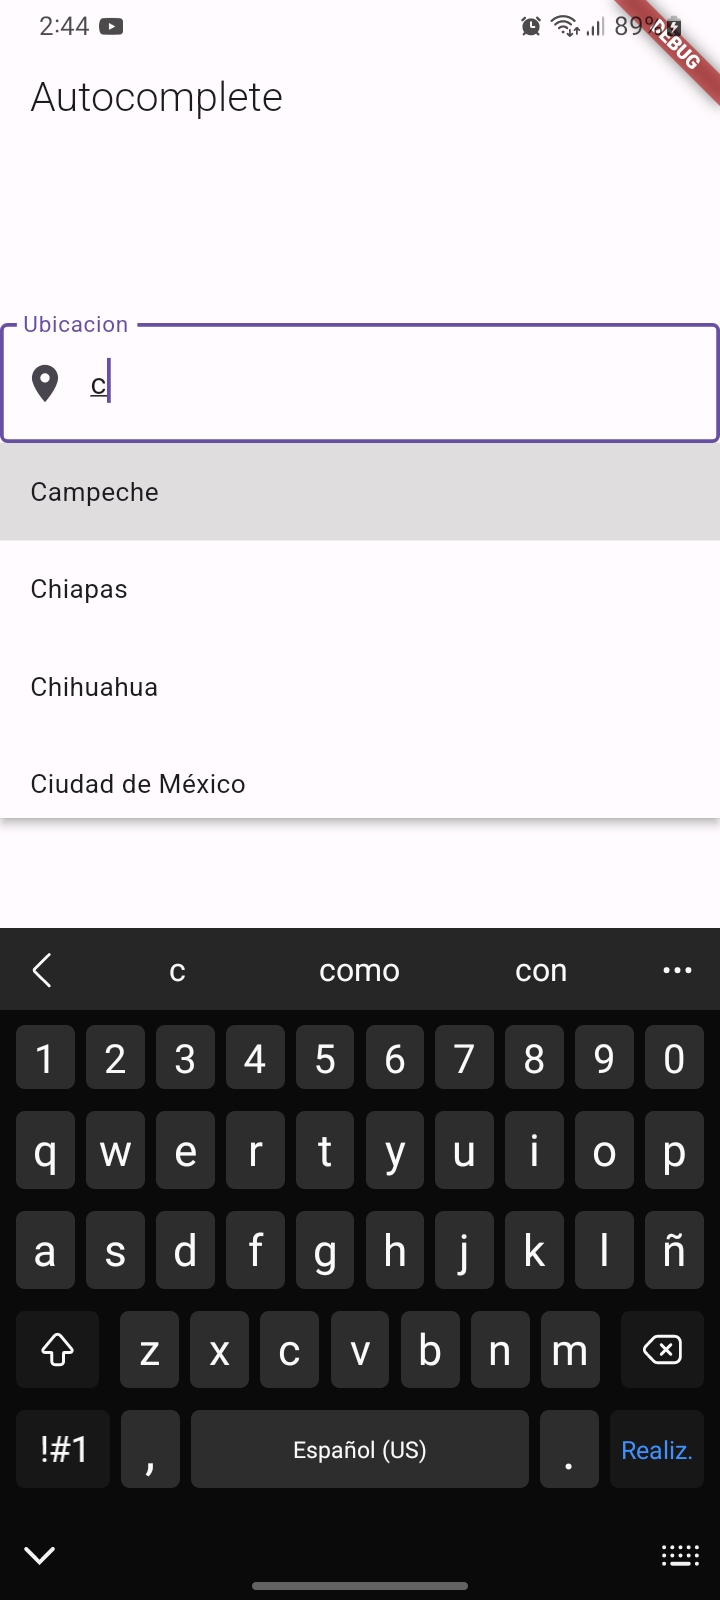 2:44 89%
DEBUG
Autocomplete
Ubicacion
c
Campeche
Chiapas
Chihuahua
Ciudad de México
c como con ...
1 2 3 4 5 6 7 8 9 0
q w e r t y u i o p
a s d f g h j k l ñ
z x c v b n m
!#1 , Español (US) . Realiz.